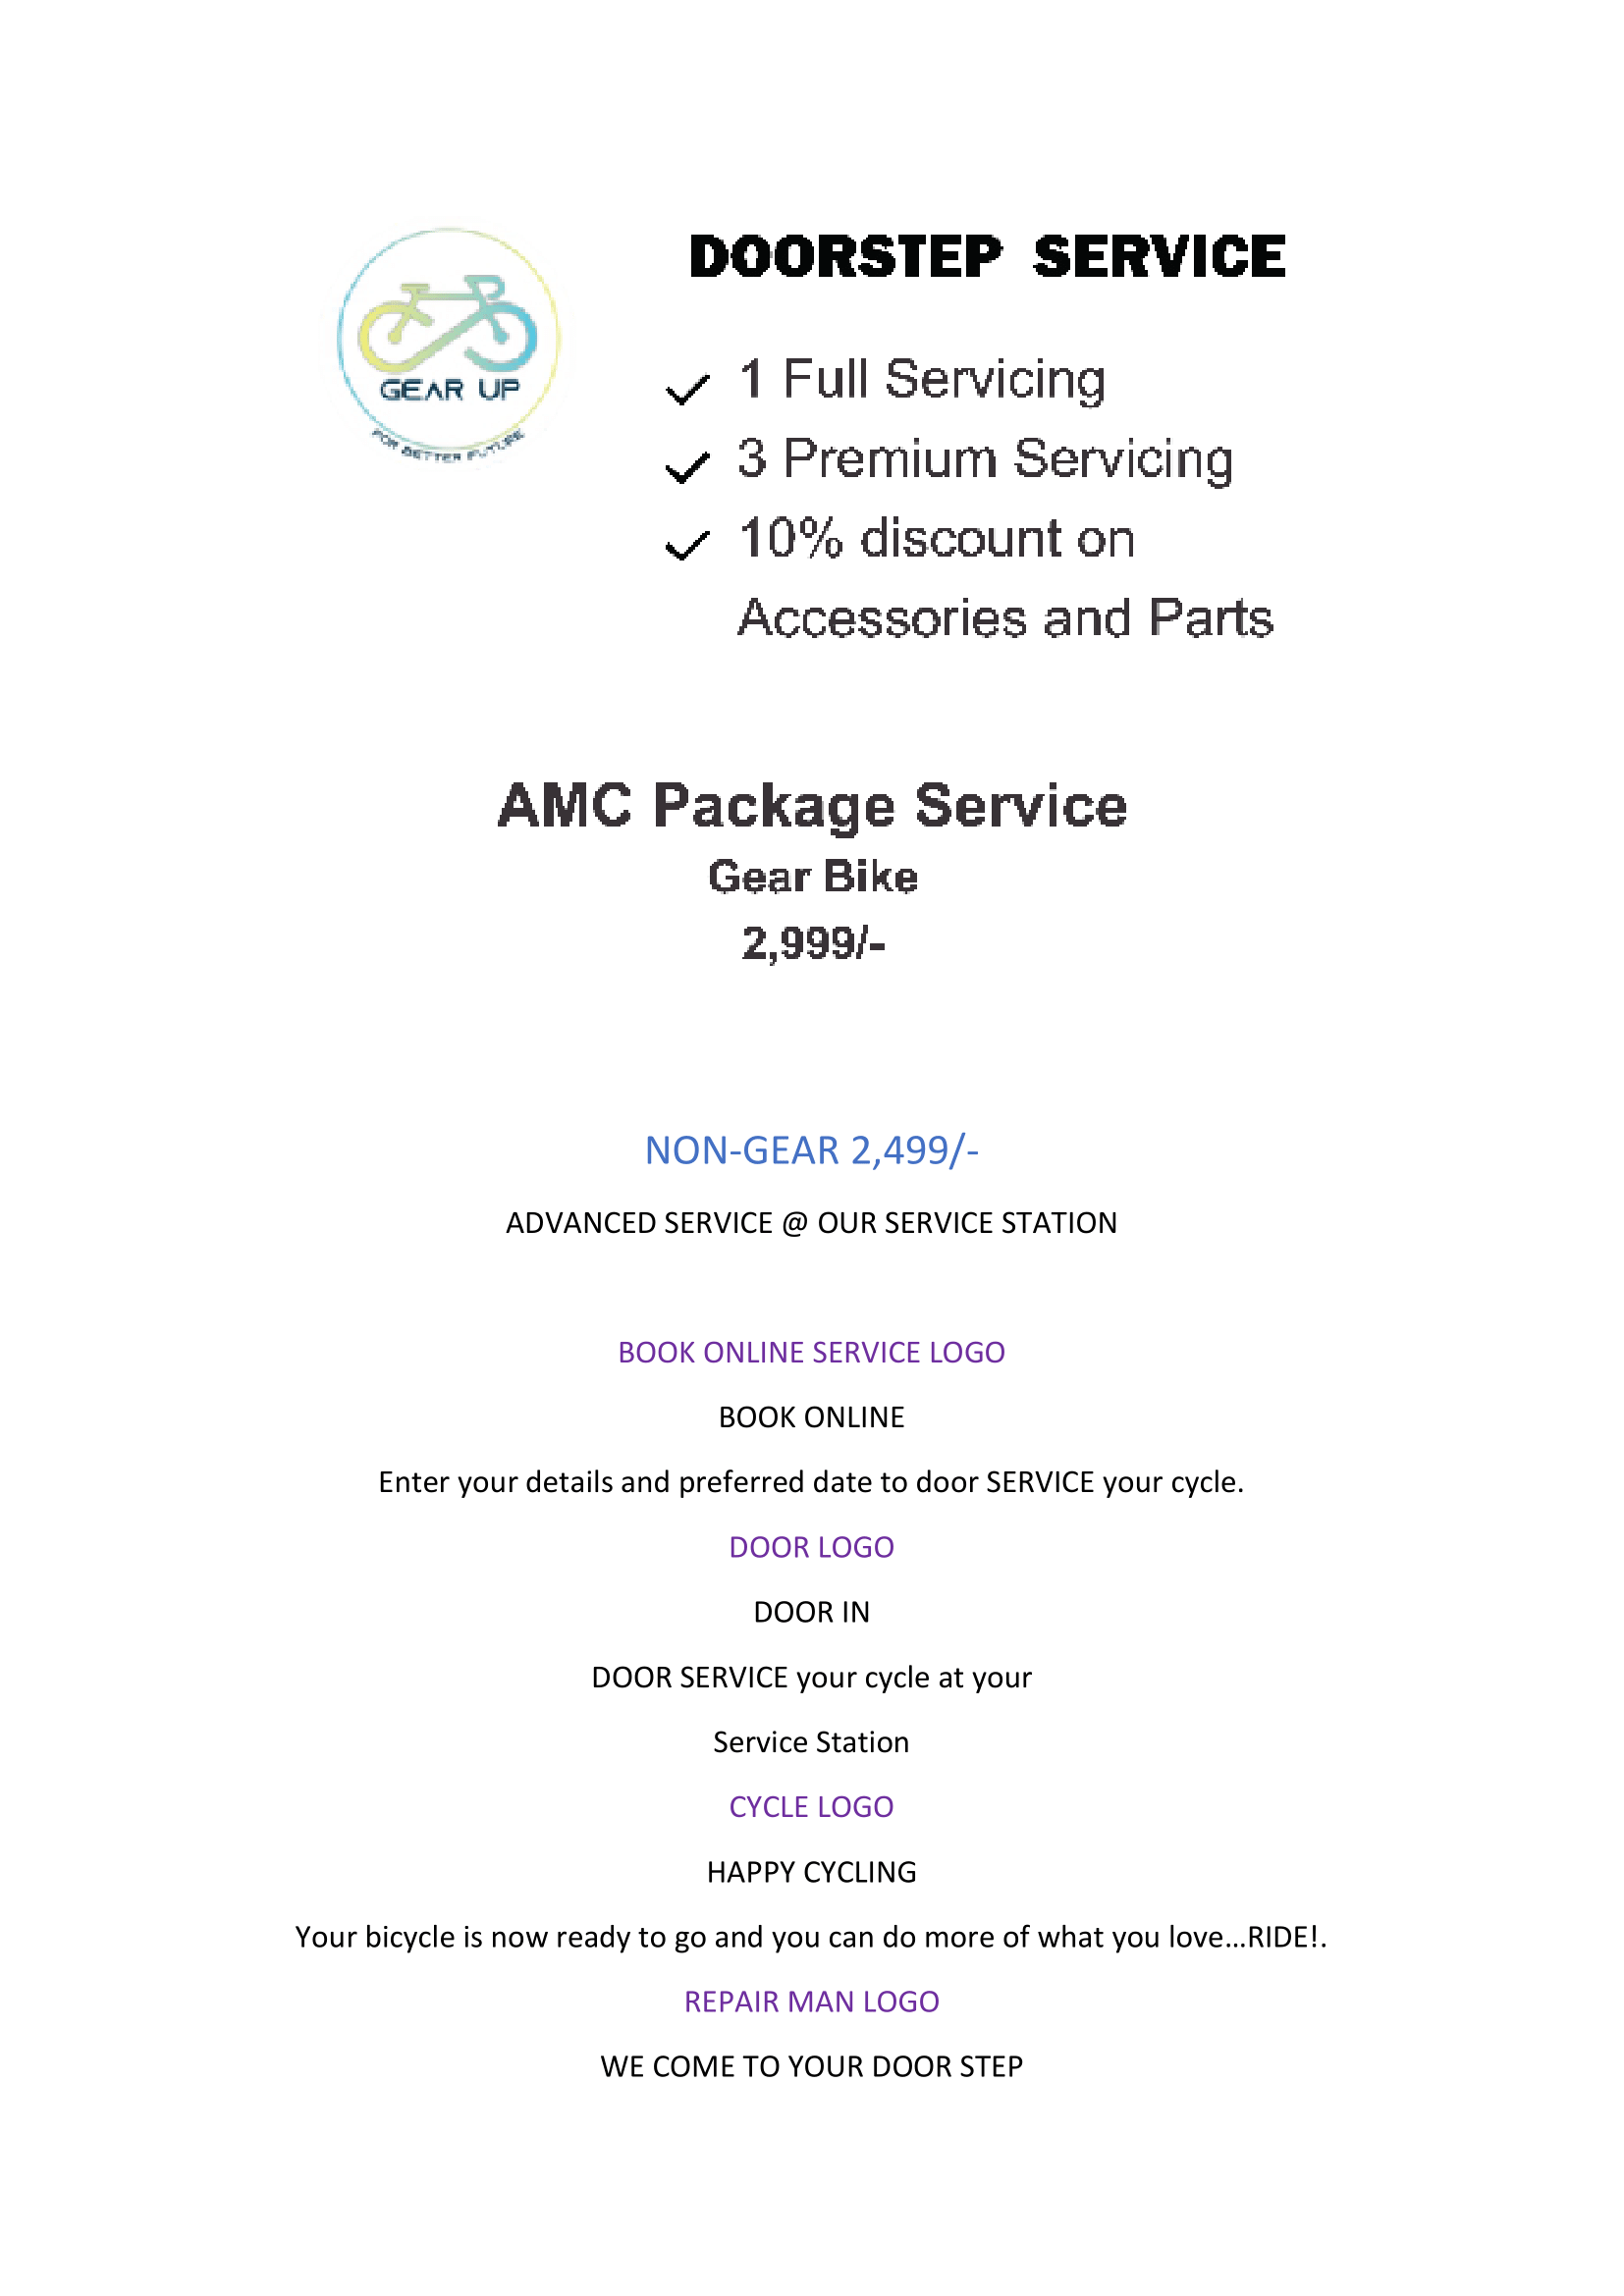 GEAR UP
FOR BETTER FUTURE
DOORSTEP SERVICE
1 Full Servicing
3 Premium Servicing
10% discount on
Accessories and Parts
AMC Package Service
Gear Bike
2,999/-
NON-GEAR 2,499/-
ADVANCED SERVICE @ OUR SERVICE STATION
BOOK ONLINE SERVICE LOGO
BOOK ONLINE
Enter your details and preferred date to door SERVICE your cycle.
DOOR LOGO
DOOR IN
DOOR SERVICE your cycle at your
Service Station
CYCLE LOGO
HAPPY CYCLING
Your bicycle is now ready to go and you can do more of what you love...RIDE!.
REPAIR MAN LOGO
WE COME TO YOUR DOOR STEP